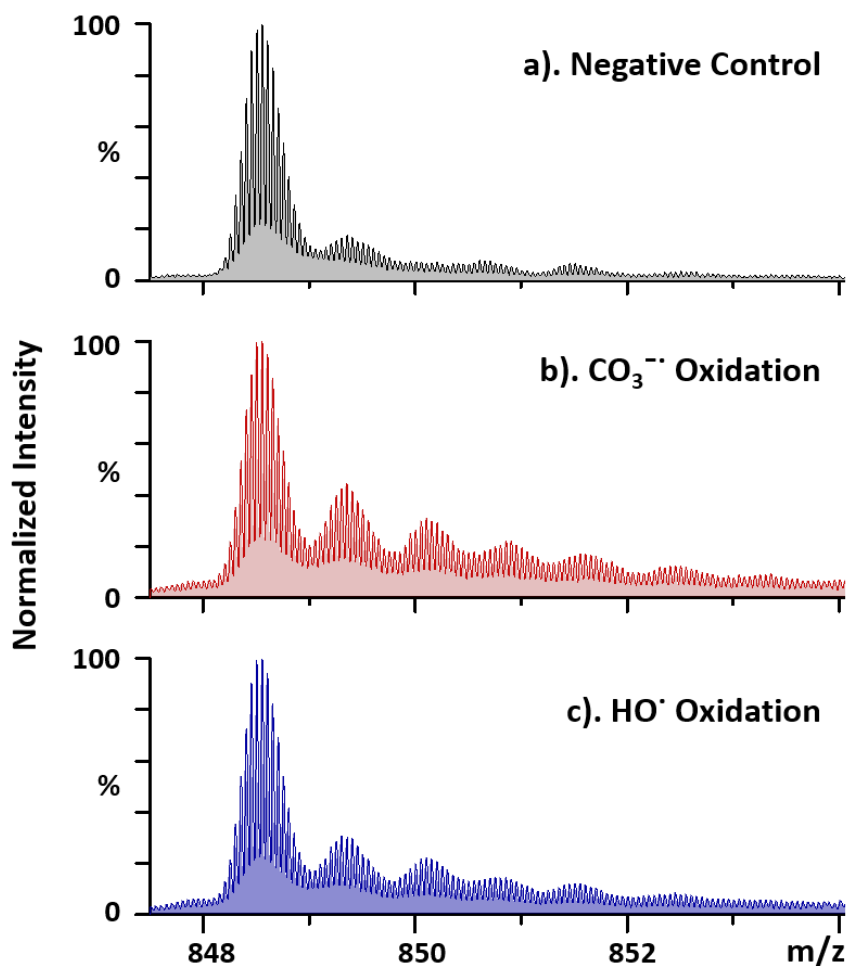 100
a). Negative Control
%
0
Normalized Intensity
100
b). CO₃⁻˙ Oxidation
%
0
100
c). HO˙ Oxidation
%
0
848 850 852 m/z